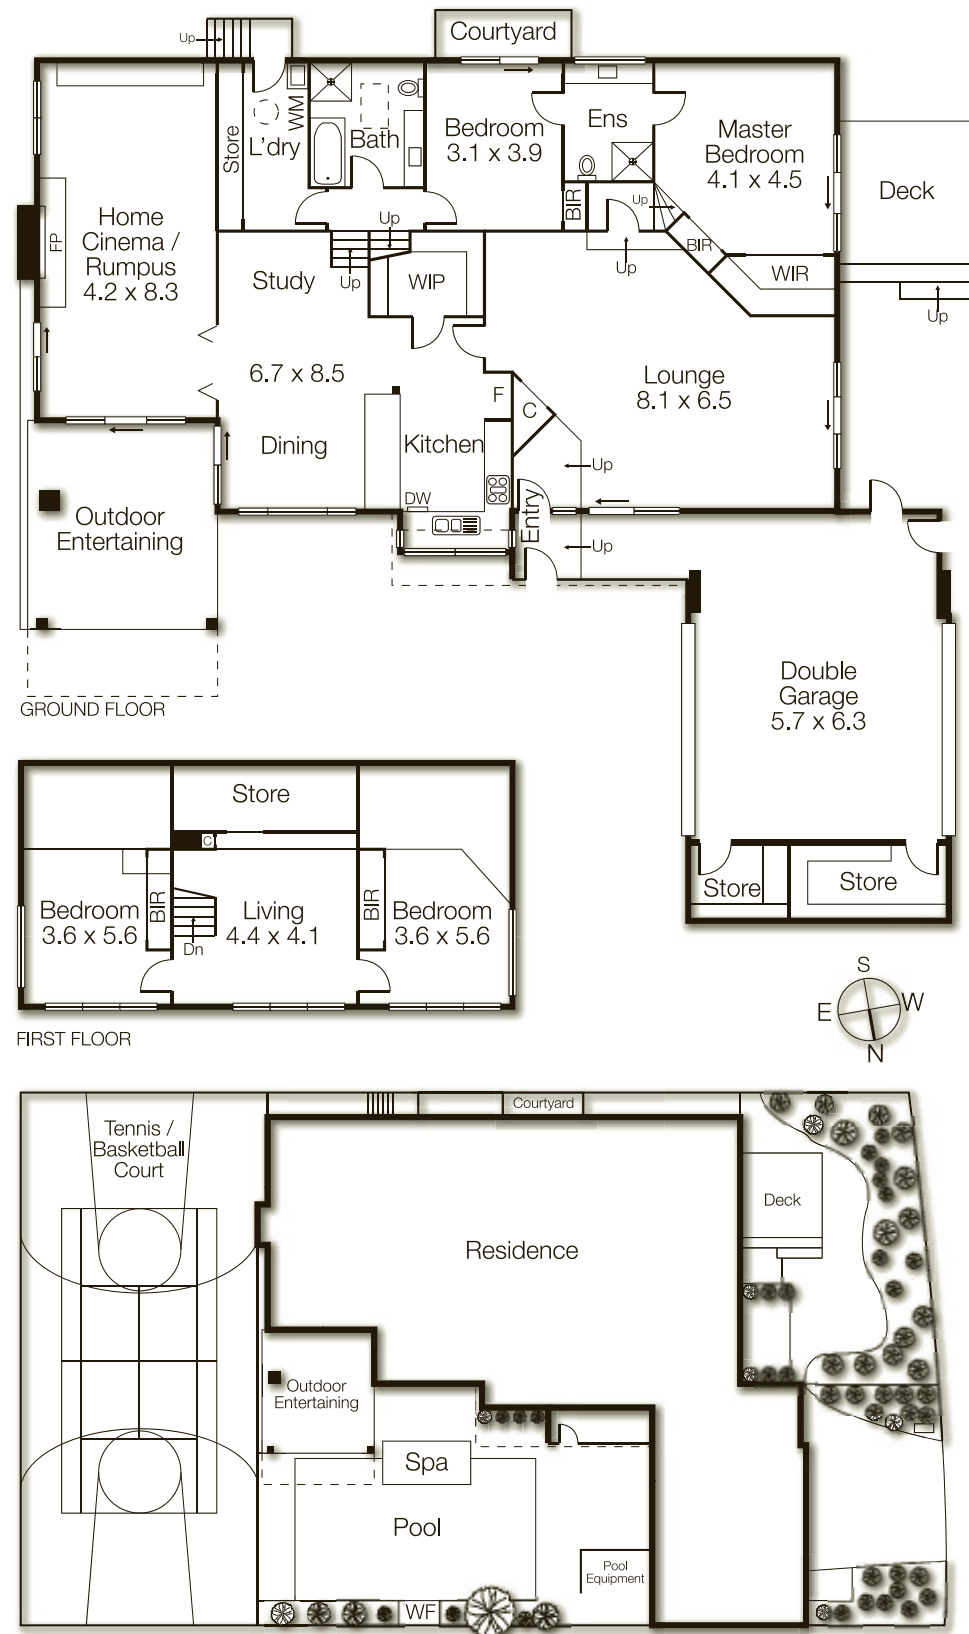 Courtyard
Up
Store
L'dry
WM
Bath
Bedroom
3.1 x 3.9
Ens
Master
Bedroom
4.1 x 4.5
Deck
BIR
Up
Up
BIR
WIR
Up
Home
Cinema /
Rumpus
4.2 x 8.3
FP
Study
Up
Up
WIP
6.7 x 8.5
Lounge
8.1 x 6.5
F
C
Dining
Kitchen
Up
DW
Entry
Up
Outdoor
Entertaining
Double
Garage
5.7 x 6.3
GROUND FLOOR
Store
Store
Store
C
Bedroom
3.6 x 5.6
BIR
Living
4.4 x 4.1
Dn
BIR
Bedroom
3.6 x 5.6
FIRST FLOOR
S
E
W
N
Courtyard
Tennis /
Basketball
Court
Deck
Residence
Outdoor
Entertaining
Spa
Pool
Pool
Equipment
WF